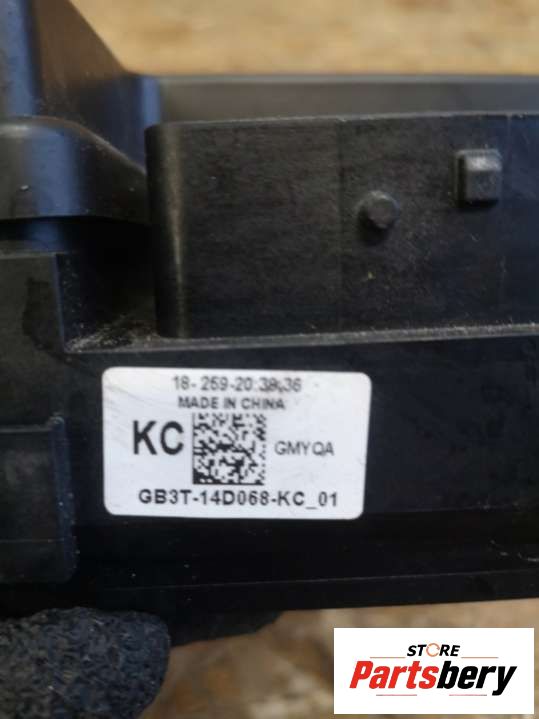 18- 259-20:38:36
MADE IN CHINA
KC
GMYQA
GB3T-14D068-KC_01
STORE
Partsbery